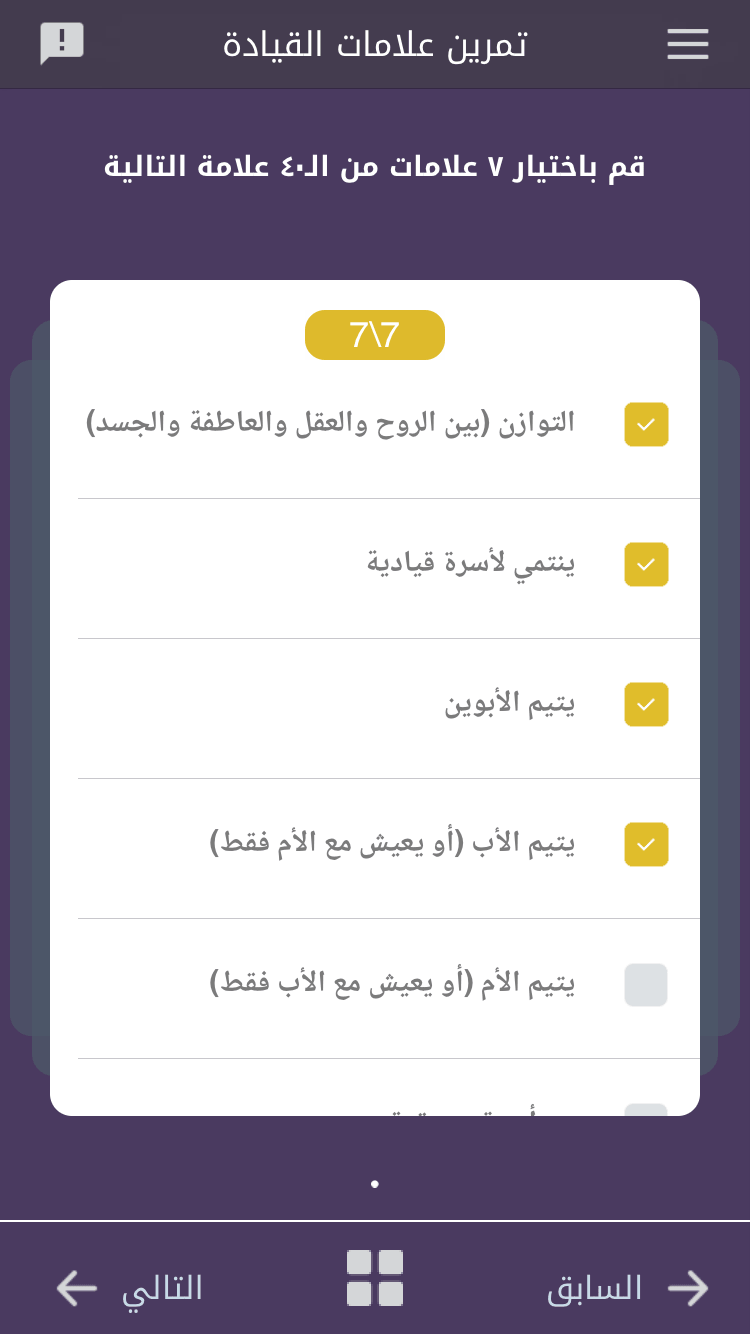 تمرين علامات القيادة
قم باختيار ٧ علامات من الـ٤٠ علامة التالية
7\7
التوازن (بين الروح والعقل والعاطفة والجسد)
ينتمي لأسرة قيادية
يتيم الأبوين
يتيم الأب (أو يعيش مع الأم فقط)
يتيم الأم (أو يعيش مع الأب فقط)
السابق
التالي